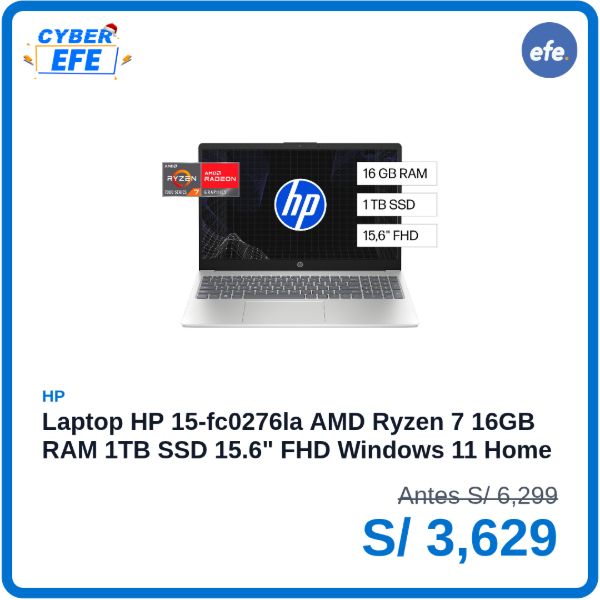 CYBER
EFE
efe.
AMD
RYZEN
7
AMD
RADEON
GRAPHICS
hp
16 GB RAM
1 TB SSD
15,6" FHD
HP
Laptop HP 15-fc0276la AMD Ryzen 7 16GB
RAM 1TB SSD 15.6" FHD Windows 11 Home
Antes S/ 6,299
S/ 3,629